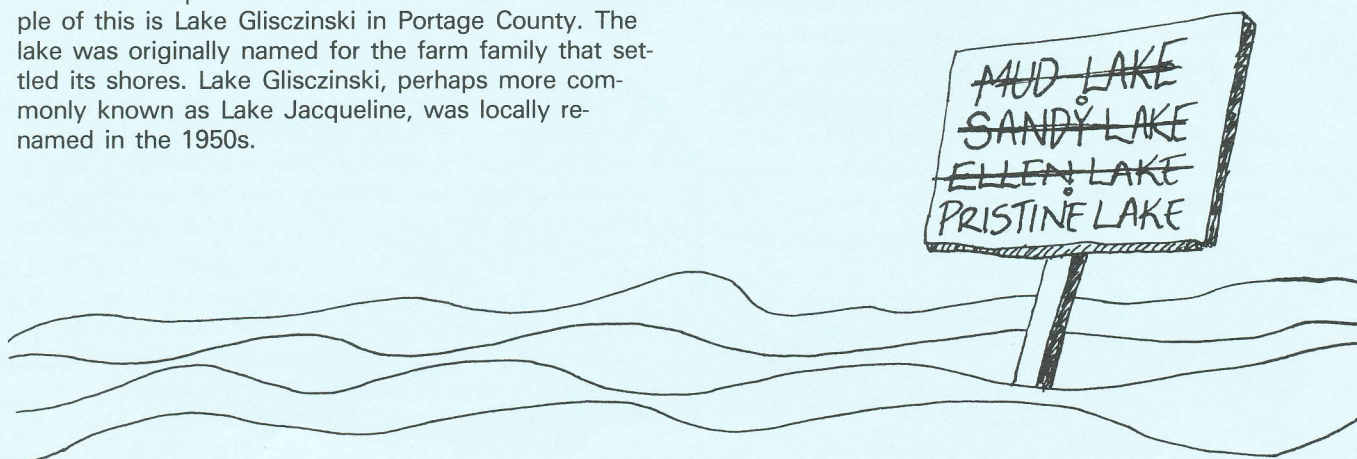 ple of this is Lake Glisczinski in Portage County. The
lake was originally named for the farm family that set-
tled its shores. Lake Glisczinski, perhaps more com-
monly known as Lake Jacqueline, was locally re-
named in the 1950s.
MUD LAKE
SANDY LAKE
ELLEN LAKE
PRISTINE LAKE